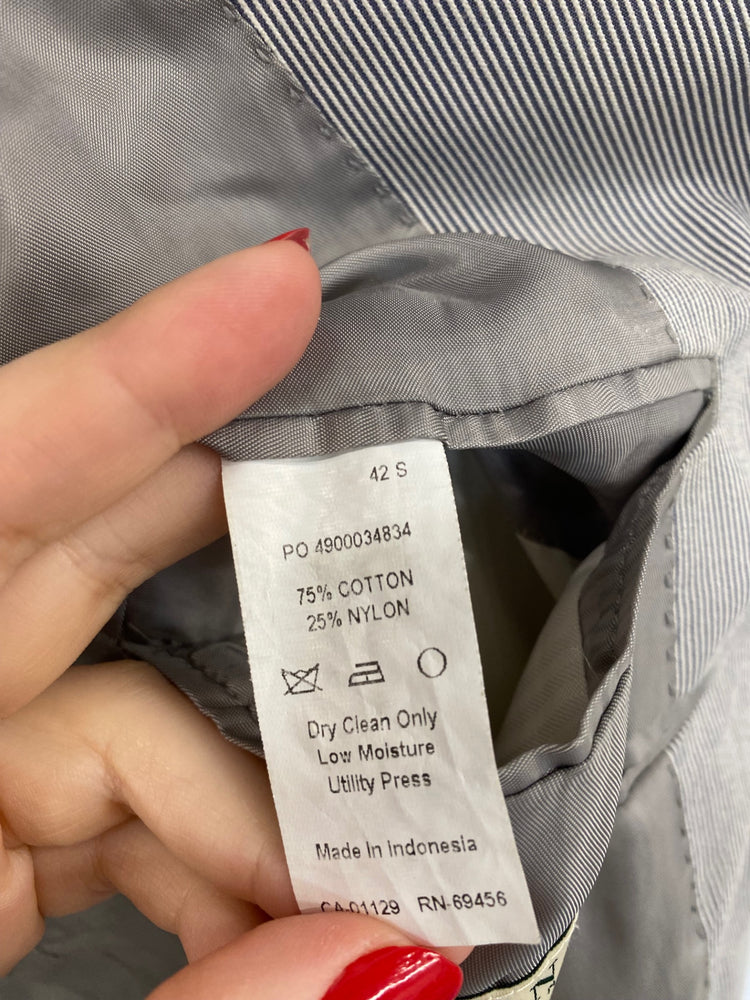 42 S
PO 4900034834
75% COTTON
25% NYLON
Dry Clean Only
Low Moisture
Utility Press
Made In Indonesia
CA-01129 RN-69456